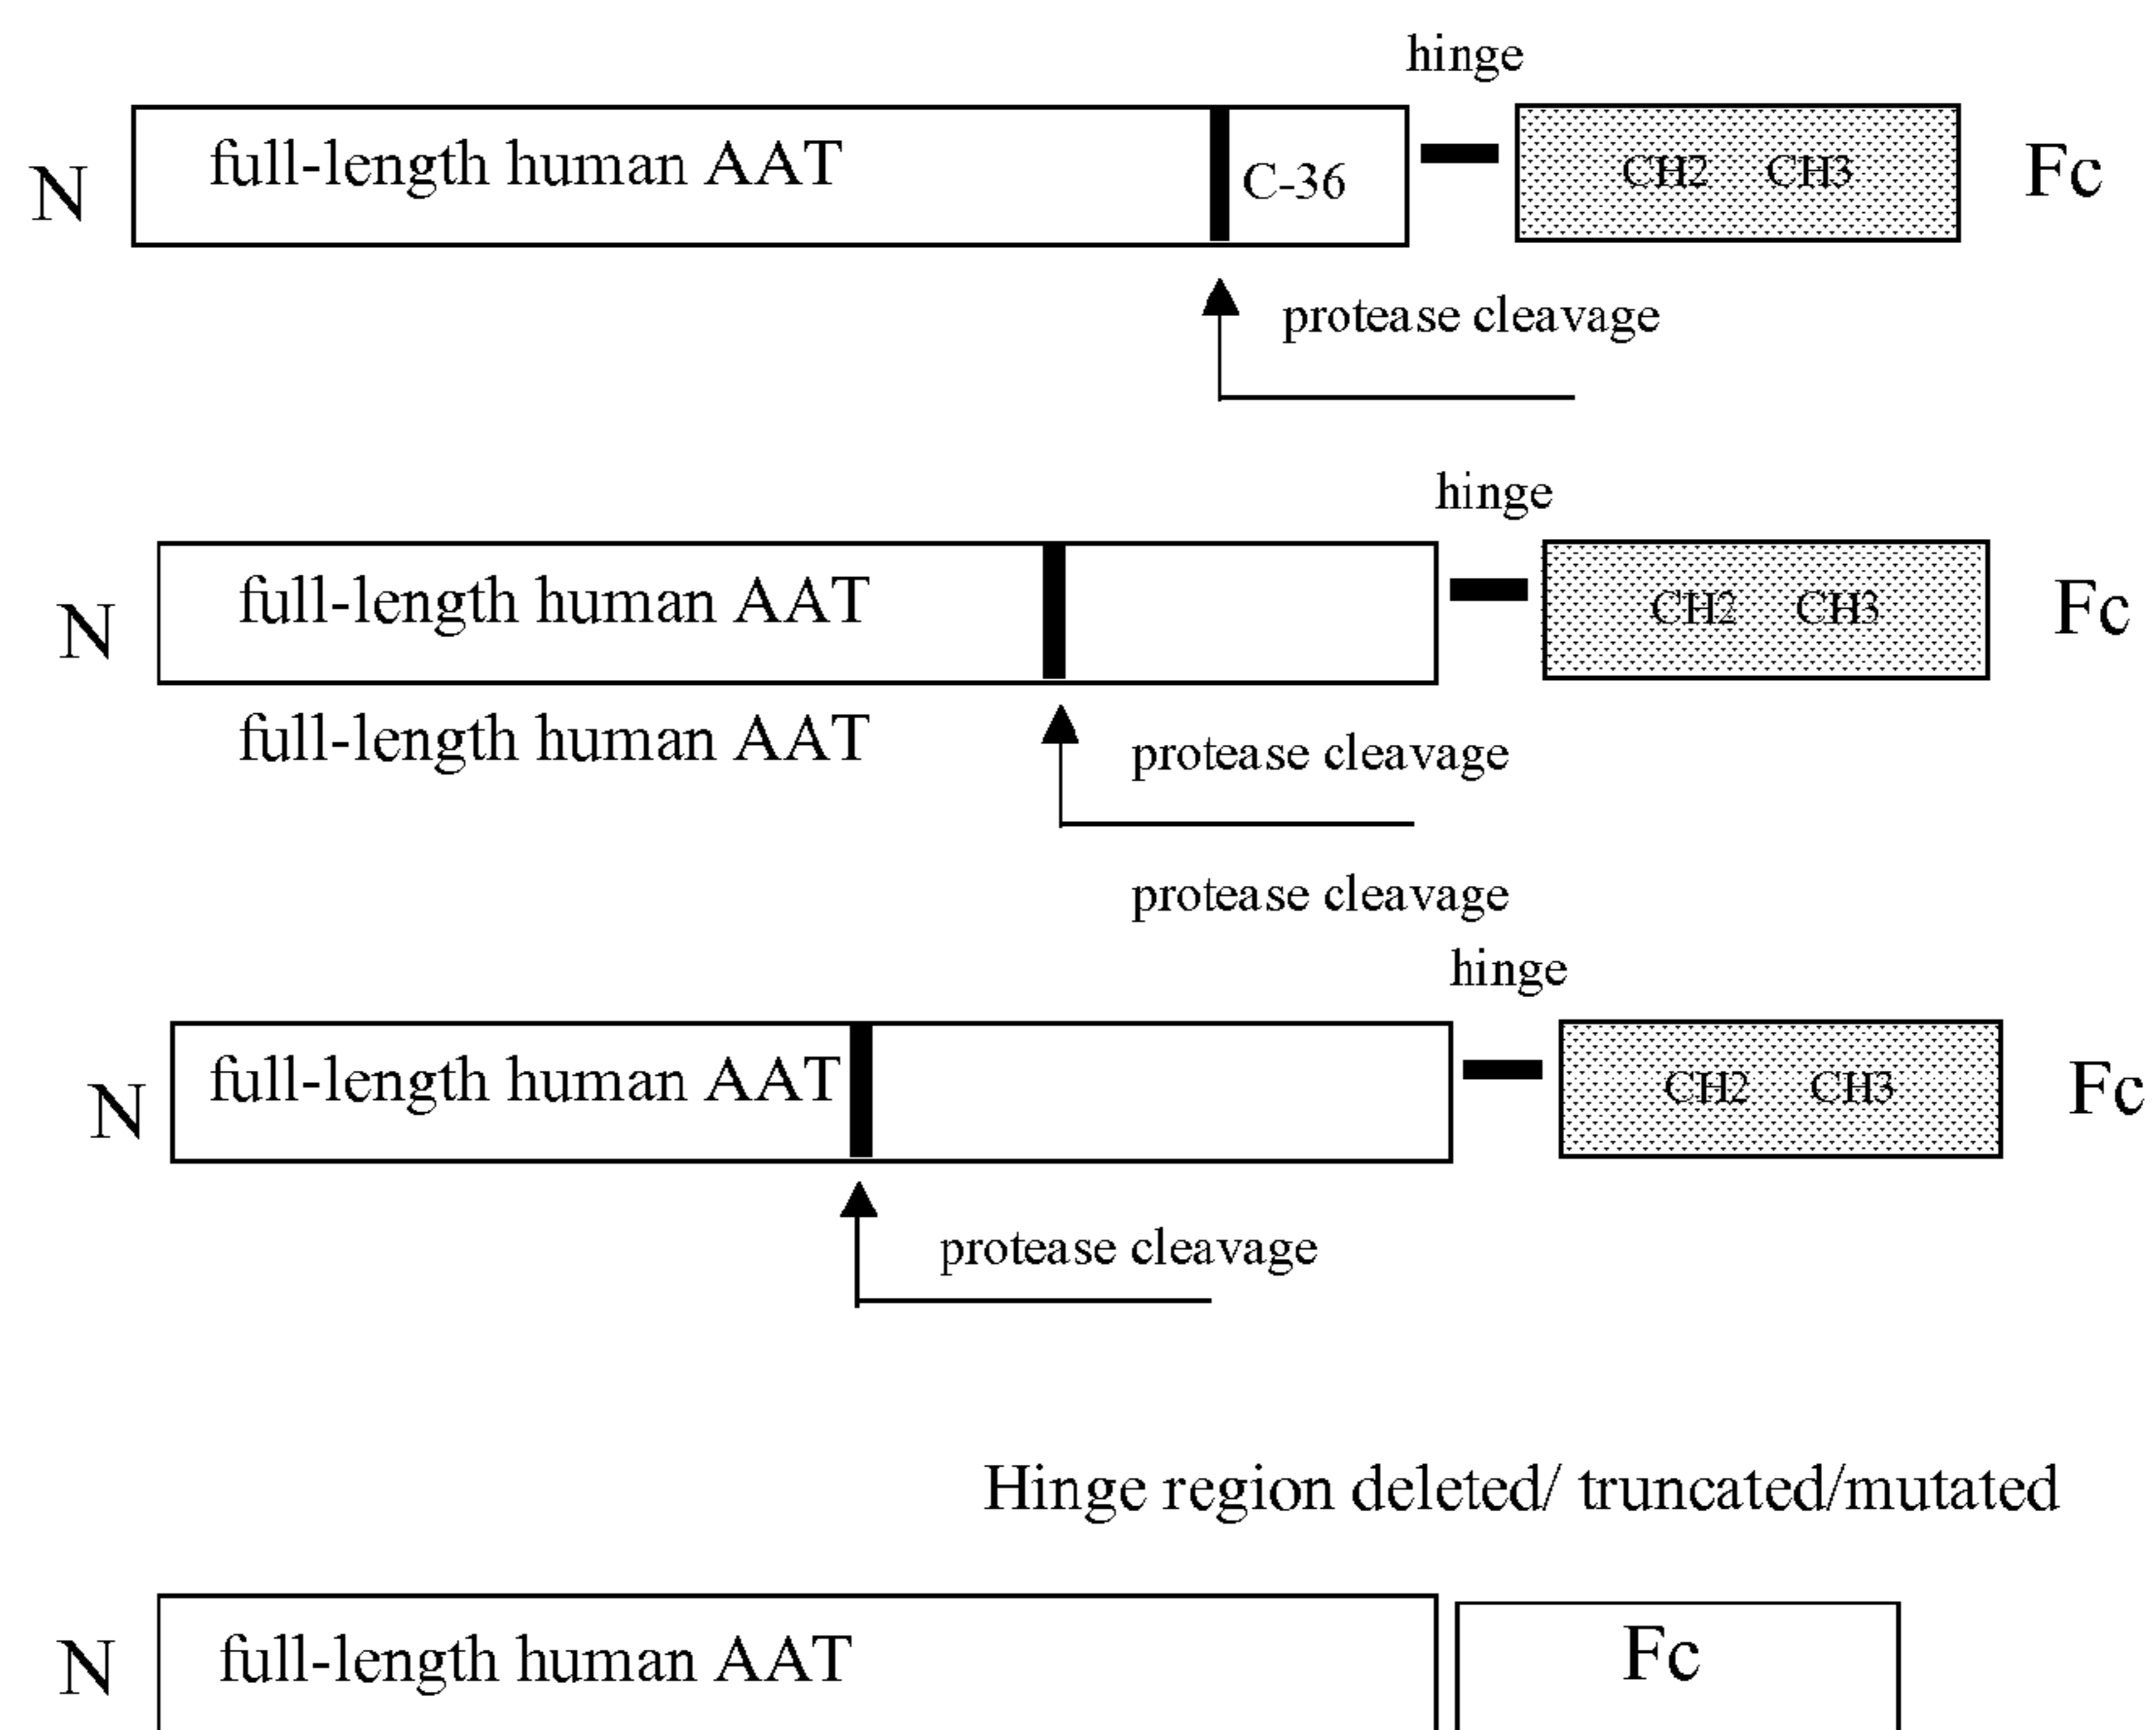 hinge
N full-length human AAT C-36 CH2 CH3 Fc
protease cleavage
hinge
N full-length human AAT CH2 CH3 Fc
full-length human AAT protease cleavage
protease cleavage
hinge
N full-length human AAT CH2 CH3 Fc
protease cleavage
Hinge region deleted/ truncated/mutated
N full-length human AAT Fc